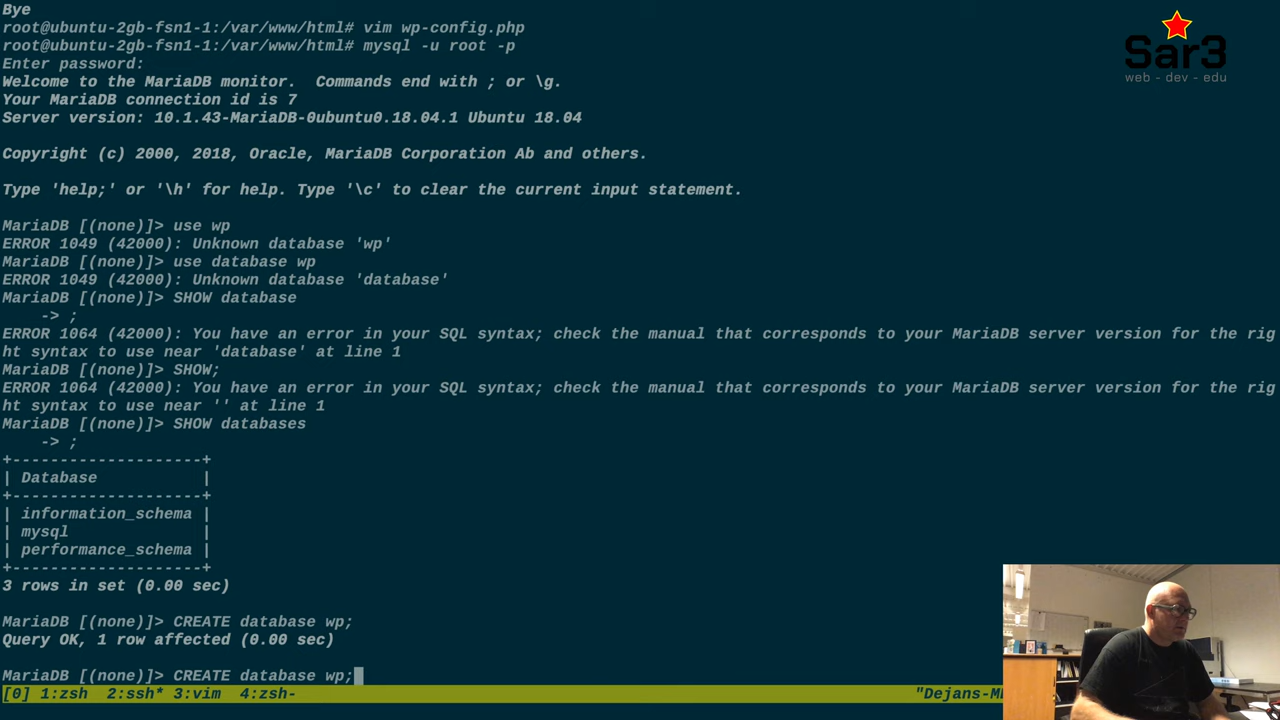 Bye
root@ubuntu-2gb-fsn1-1:/var/www/html# vim wp-config.php
root@ubuntu-2gb-fsn1-1:/var/www/html# mysql -u root -p
Enter password:
Welcome to the MariaDB monitor.  Commands end with ; or \g.
Your MariaDB connection id is 7
Server version: 10.1.43-MariaDB-0ubuntu0.18.04.1 Ubuntu 18.04
Copyright (c) 2000, 2018, Oracle, MariaDB Corporation Ab and others.
Type 'help;' or '\h' for help. Type '\c' to clear the current input statement.
MariaDB [(none)]> use wp
ERROR 1049 (42000): Unknown database 'wp'
MariaDB [(none)]> use database wp
ERROR 1049 (42000): Unknown database 'database'
MariaDB [(none)]> SHOW database
    -> ;
ERROR 1064 (42000): You have an error in your SQL syntax; check the manual that corresponds to your MariaDB server version for the rig
ht syntax to use near 'database' at line 1
MariaDB [(none)]> SHOW;
ERROR 1064 (42000): You have an error in your SQL syntax; check the manual that corresponds to your MariaDB server version for the rig
ht syntax to use near '' at line 1
MariaDB [(none)]> SHOW databases
    -> ;
+--------------------+
| Database           |
+--------------------+
| information_schema |
| mysql              |
| performance_schema |
+--------------------+
3 rows in set (0.00 sec)
MariaDB [(none)]> CREATE database wp;
Query OK, 1 row affected (0.00 sec)
MariaDB [(none)]> CREATE database wp;
[0] 1:zsh  2:ssh* 3:vim  4:zsh-
"Dejans-M
Sar3
web - dev - edu